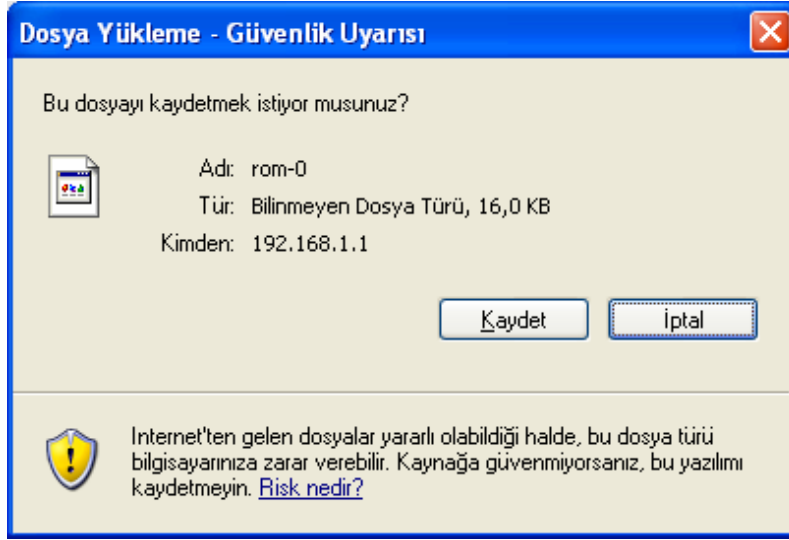 Dosya Yükleme - Güvenlik Uyarısı
Bu dosyayı kaydetmek istiyor musunuz?
Adı: rom-0
Tür: Bilinmeyen Dosya Türü, 16,0 KB
Kimden: 192.168.1.1
Kaydet İptal
Internet'ten gelen dosyalar yararlı olabildiği halde, bu dosya türü
bilgisayarınıza zarar verebilir. Kaynağa güvenmiyorsanız, bu yazılımı
kaydetmeyin. Risk nedir?